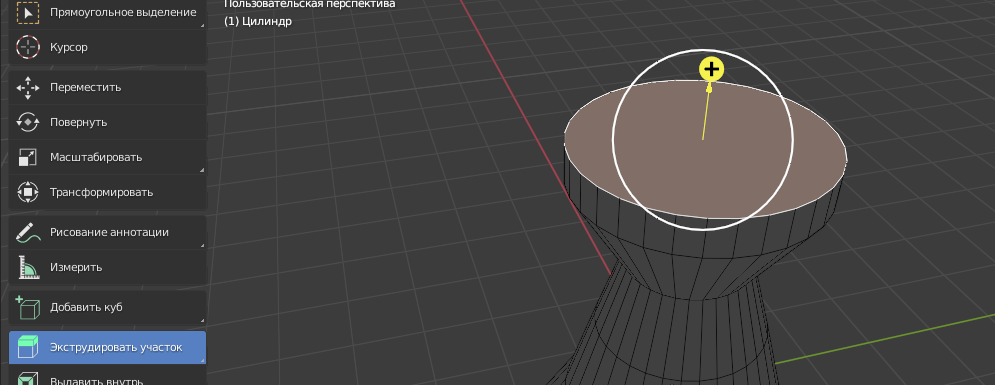 Пользовательская перспектива
(1) Цилиндр
Прямоугольное выделение
Курсор
Переместить
Повернуть
Масштабировать
Трансформировать
Рисование аннотации
Измерить
Добавить куб
Экструдировать участок
Выдавить внутрь